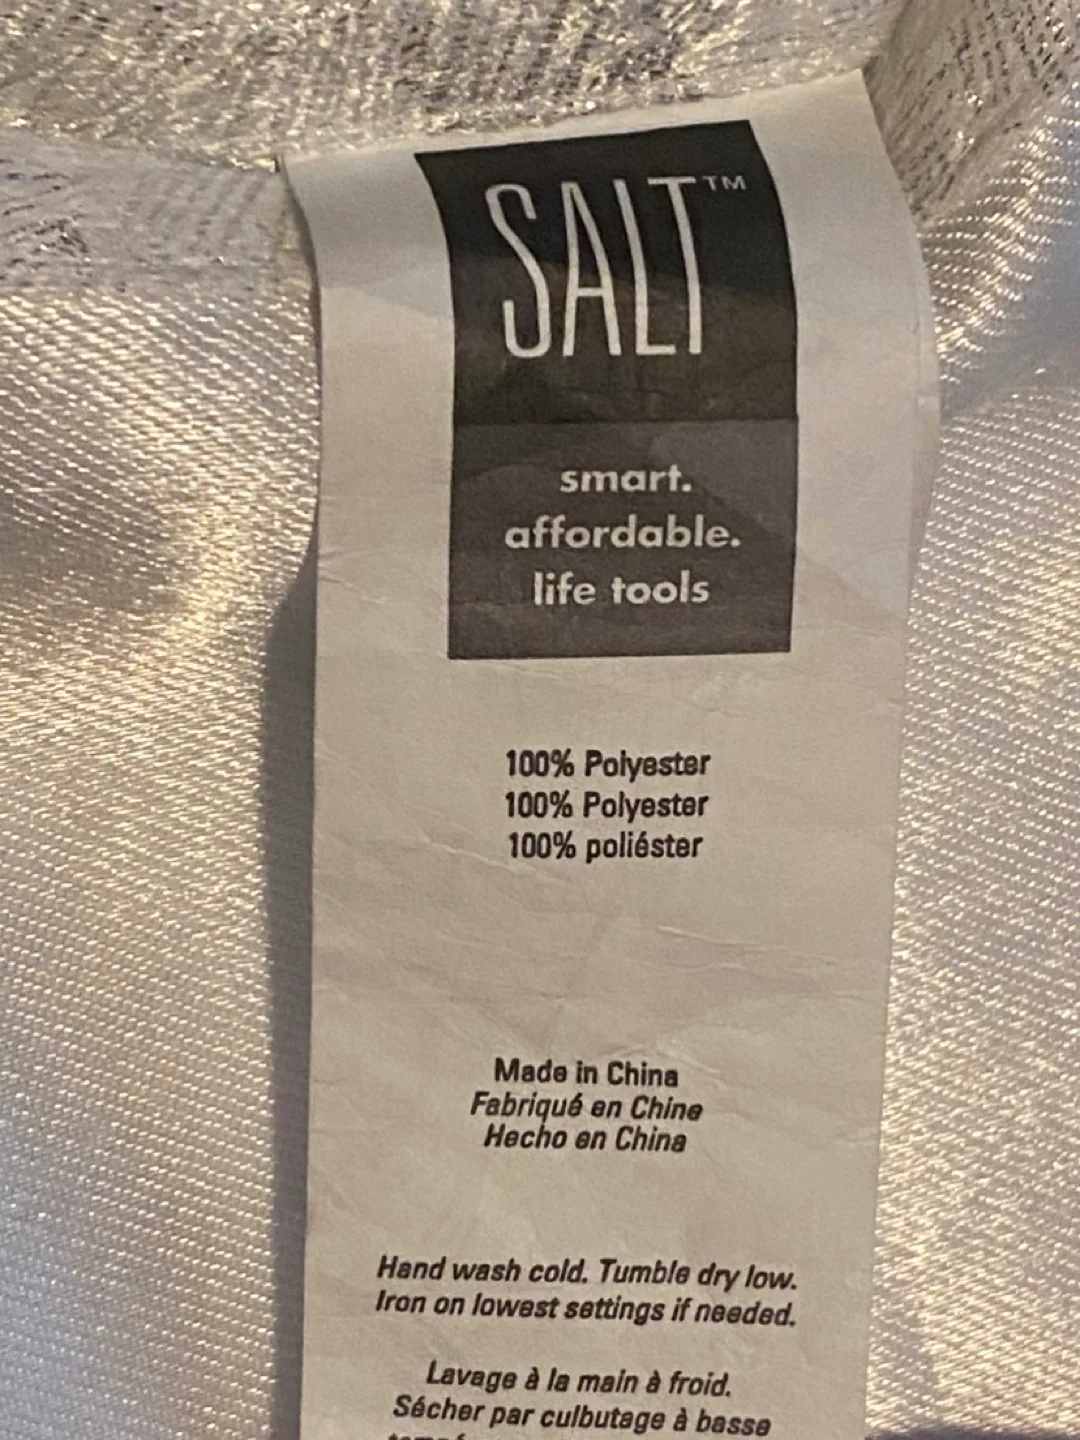 SALT™
smart.
affordable.
life tools
100% Polyester
100% Polyester
100% poliéster
Made in China
Fabriqué en Chine
Hecho en China
Hand wash cold. Tumble dry low.
Iron on lowest settings if needed.
Lavage à la main à froid.
Sécher par culbutage à basse